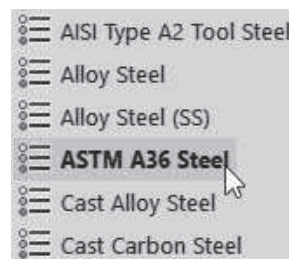 AISI Type A2 Tool Steel
Alloy Steel
Alloy Steel (SS)
ASTM A36 Steel
Cast Alloy Steel
Cast Carbon Steel